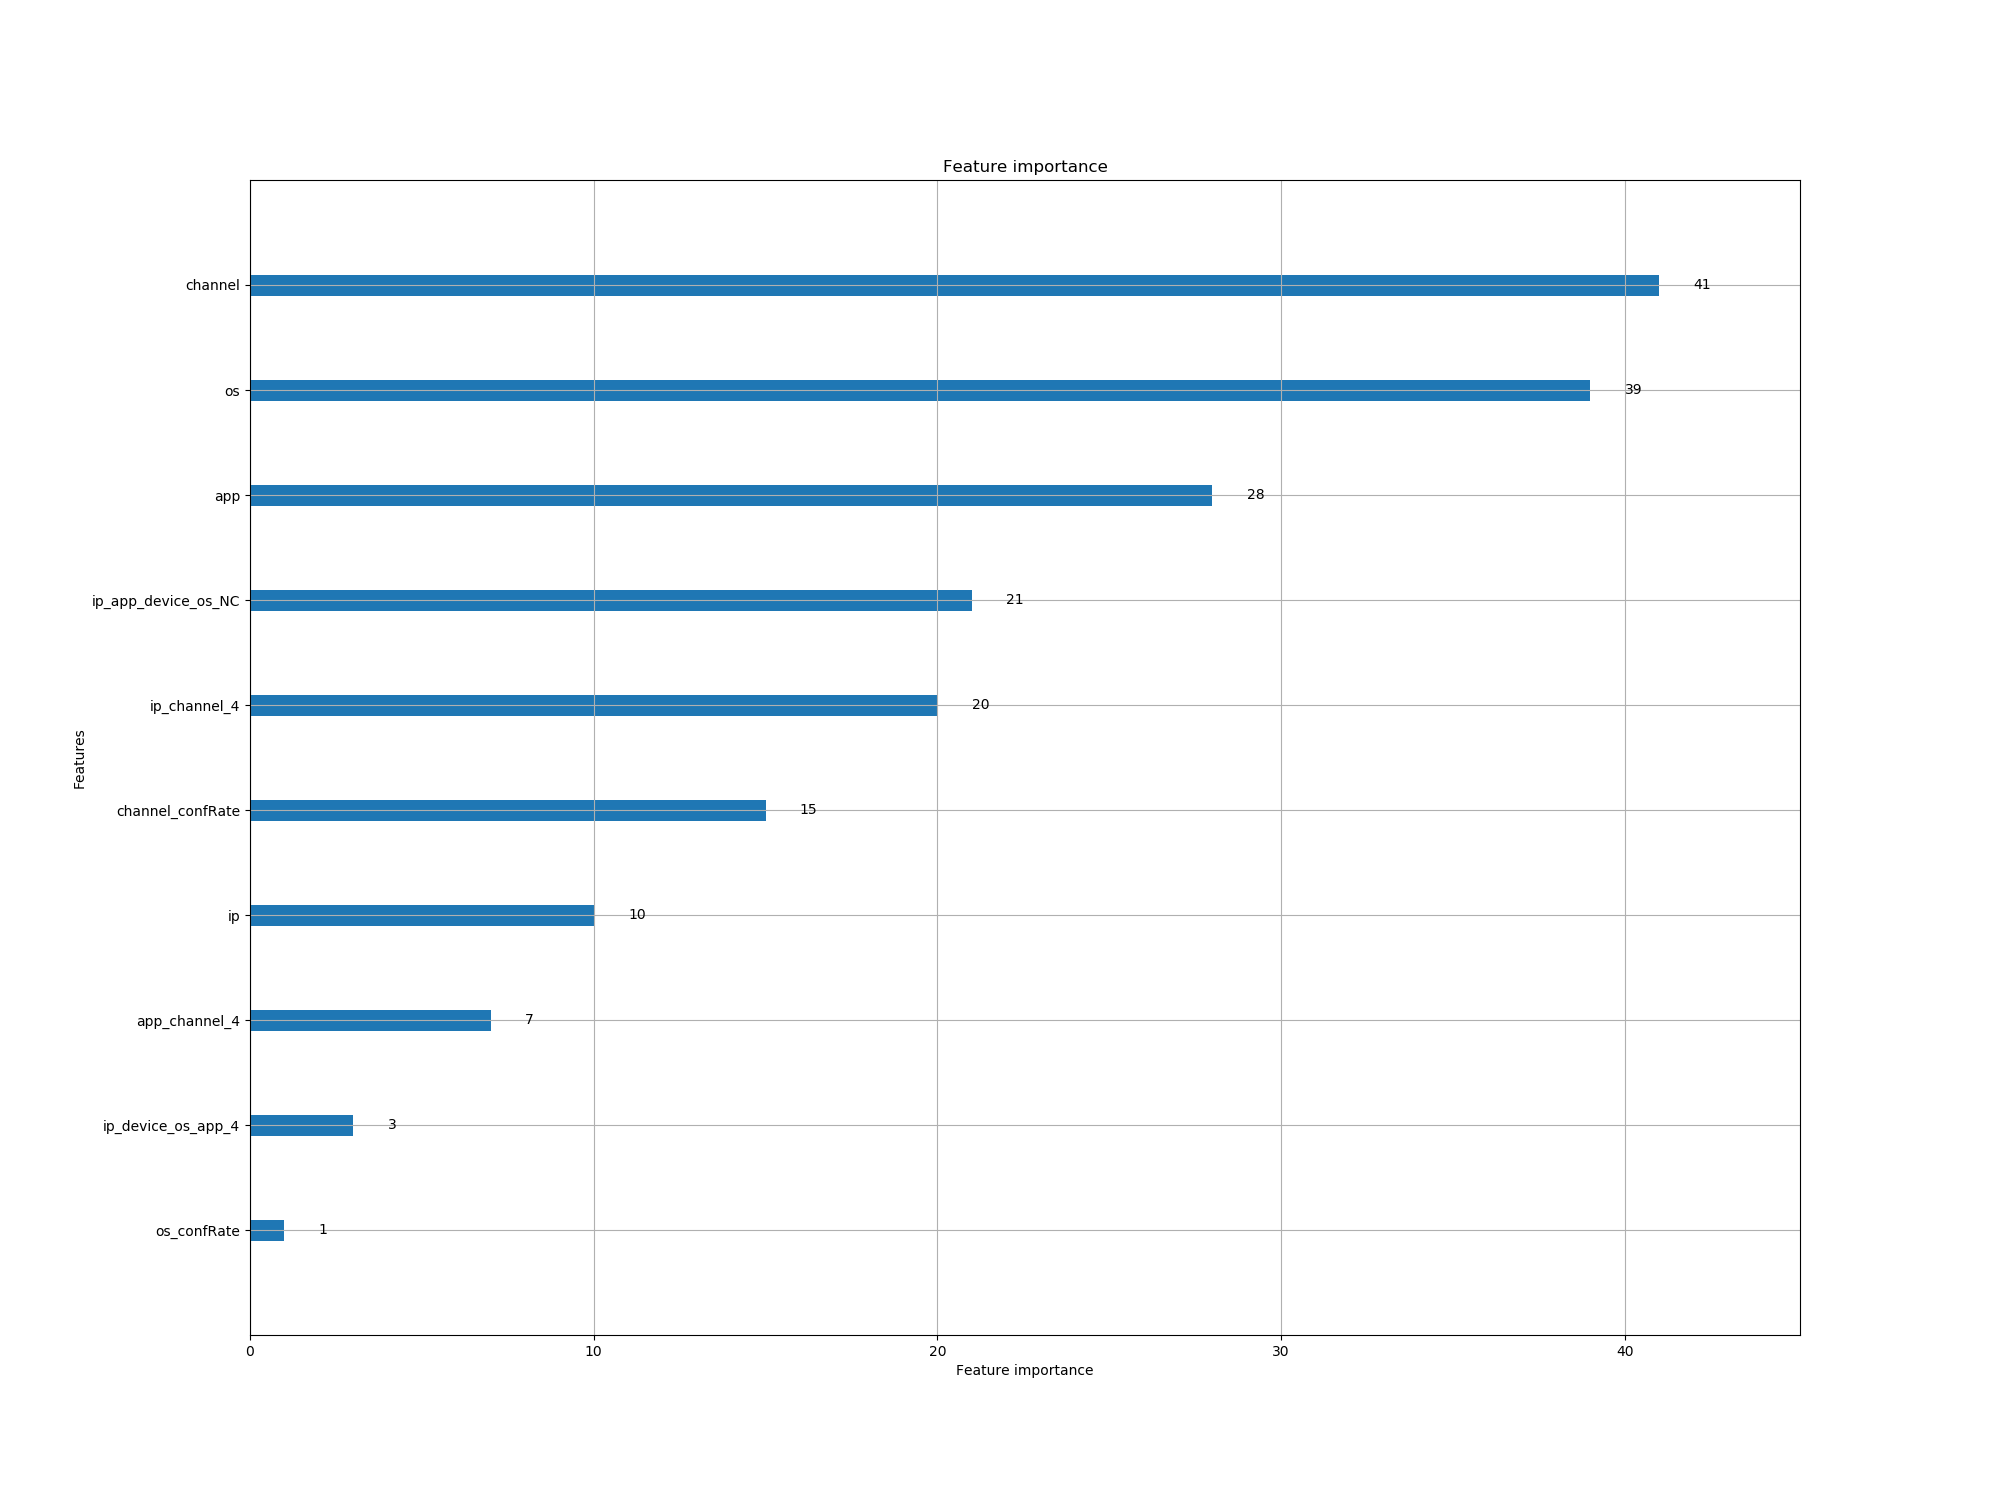 Feature importance
channel
41
os
39
app
28
ip_app_device_os_NC
21
ip_channel_4
20
Features
channel_confRate
15
ip
10
app_channel_4
7
ip_device_os_app_4
3
os_confRate
1
0 10 20 30 40
Feature importance